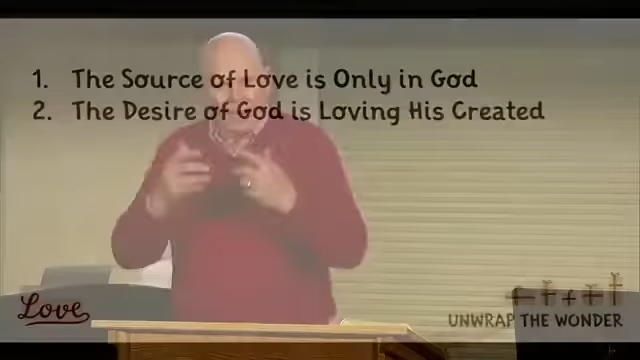 1. The Source of Love is Only in God
2. The Desire of God is Loving His Created
Love
UNWRAP THE WONDER